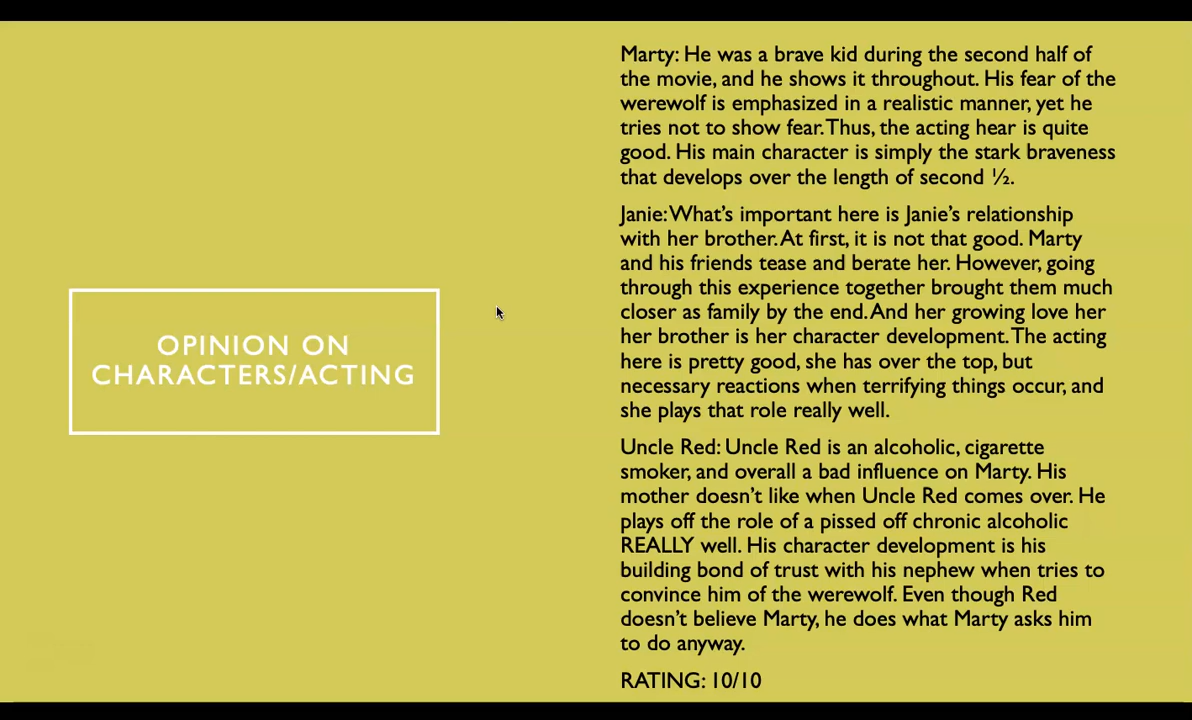 OPINION ON
CHARACTERS/ACTING
Marty: He was a brave kid during the second half of
the movie, and he shows it throughout. His fear of the
werewolf is emphasized in a realistic manner, yet he
tries not to show fear. Thus, the acting hear is quite
good. His main character is simply the stark braveness
that develops over the length of second ½.
Janie: What’s important here is Janie’s relationship
with her brother. At first, it is not that good. Marty
and his friends tease and berate her. However, going
through this experience together brought them much
closer as family by the end. And her growing love her
her brother is her character development. The acting
here is pretty good, she has over the top, but
necessary reactions when terrifying things occur, and
she plays that role really well.
Uncle Red: Uncle Red is an alcoholic, cigarette
smoker, and overall a bad influence on Marty. His
mother doesn’t like when Uncle Red comes over. He
plays off the role of a pissed off chronic alcoholic
REALLY well. His character development is his
building bond of trust with his nephew when tries to
convince him of the werewolf. Even though Red
doesn’t believe Marty, he does what Marty asks him
to do anyway.
RATING: 10/10